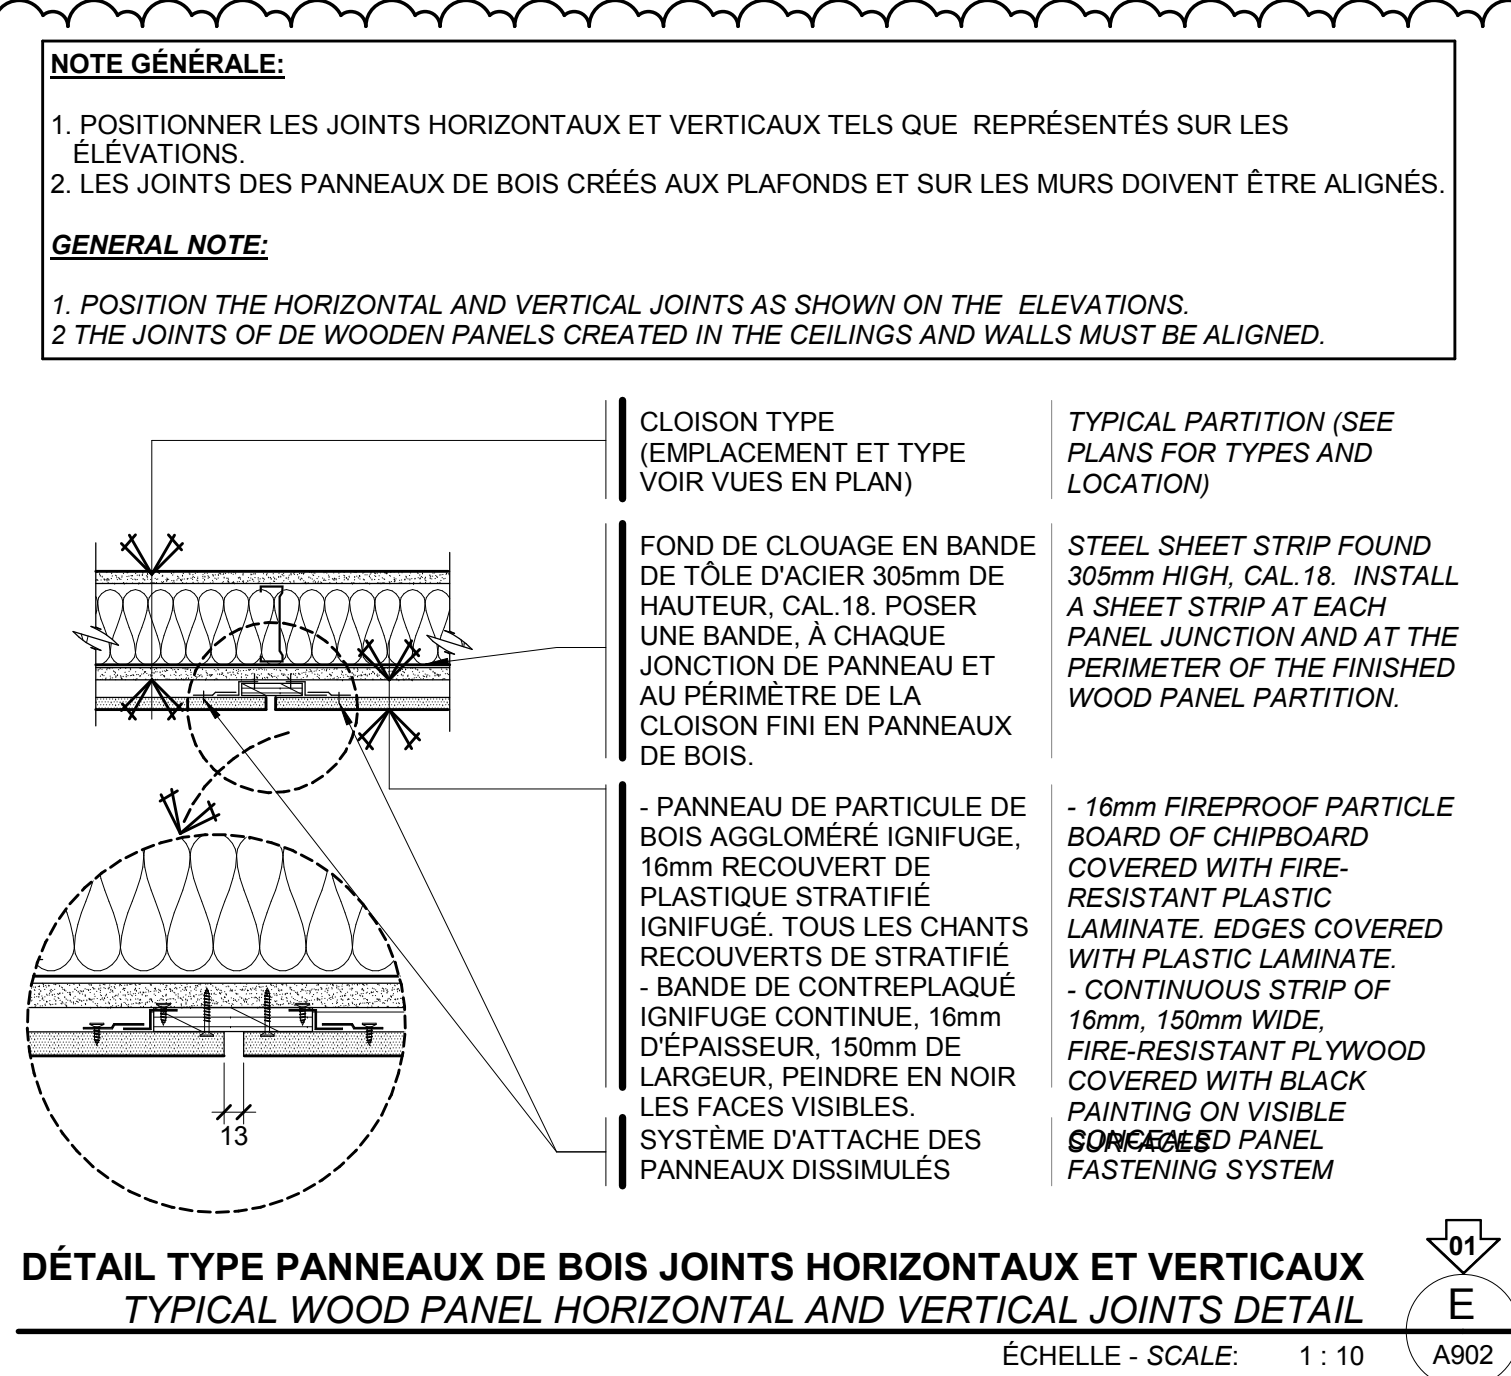 NOTE GÉNÉRALE:
1. POSITIONNER LES JOINTS HORIZONTAUX ET VERTICAUX TELS QUE REPRÉSENTÉS SUR LES
ÉLÉVATIONS.
2. LES JOINTS DES PANNEAUX DE BOIS CRÉÉS AUX PLAFONDS ET SUR LES MURS DOIVENT ÊTRE ALIGNÉS.
GENERAL NOTE:
1. POSITION THE HORIZONTAL AND VERTICAL JOINTS AS SHOWN ON THE ELEVATIONS.
2 THE JOINTS OF DE WOODEN PANELS CREATED IN THE CEILINGS AND WALLS MUST BE ALIGNED.
CLOISON TYPE
(EMPLACEMENT ET TYPE
VOIR VUES EN PLAN)
TYPICAL PARTITION (SEE
PLANS FOR TYPES AND
LOCATION)
FOND DE CLOUAGE EN BANDE
DE TÔLE D'ACIER 305mm DE
HAUTEUR, CAL.18. POSER
UNE BANDE, À CHAQUE
JONCTION DE PANNEAU ET
AU PÉRIMÈTRE DE LA
CLOISON FINI EN PANNEAUX
DE BOIS.
STEEL SHEET STRIP FOUND
305mm HIGH, CAL.18. INSTALL
A SHEET STRIP AT EACH
PANEL JUNCTION AND AT THE
PERIMETER OF THE FINISHED
WOOD PANEL PARTITION.
- PANNEAU DE PARTICULE DE
BOIS AGGLOMÉRÉ IGNIFUGE,
16mm RECOUVERT DE
PLASTIQUE STRATIFIÉ
IGNIFUGÉ. TOUS LES CHANTS
RECOUVERTS DE STRATIFIÉ
- BANDE DE CONTREPLAQUÉ
IGNIFUGE CONTINUE, 16mm
D'ÉPAISSEUR, 150mm DE
LARGEUR, PEINDRE EN NOIR
LES FACES VISIBLES.
- 16mm FIREPROOF PARTICLE
BOARD OF CHIPBOARD
COVERED WITH FIRE-
RESISTANT PLASTIC
LAMINATE. EDGES COVERED
WITH PLASTIC LAMINATE.
- CONTINUOUS STRIP OF
16mm, 150mm WIDE,
FIRE-RESISTANT PLYWOOD
COVERED WITH BLACK
PAINTING ON VISIBLE
SURFACES
SYSTÈME D'ATTACHE DES
PANNEAUX DISSIMULÉS
CONCEALED PANEL
FASTENING SYSTEM
13
DÉTAIL TYPE PANNEAUX DE BOIS JOINTS HORIZONTAUX ET VERTICAUX
TYPICAL WOOD PANEL HORIZONTAL AND VERTICAL JOINTS DETAIL
01
E
A902
ÉCHELLE - SCALE: 1 : 10